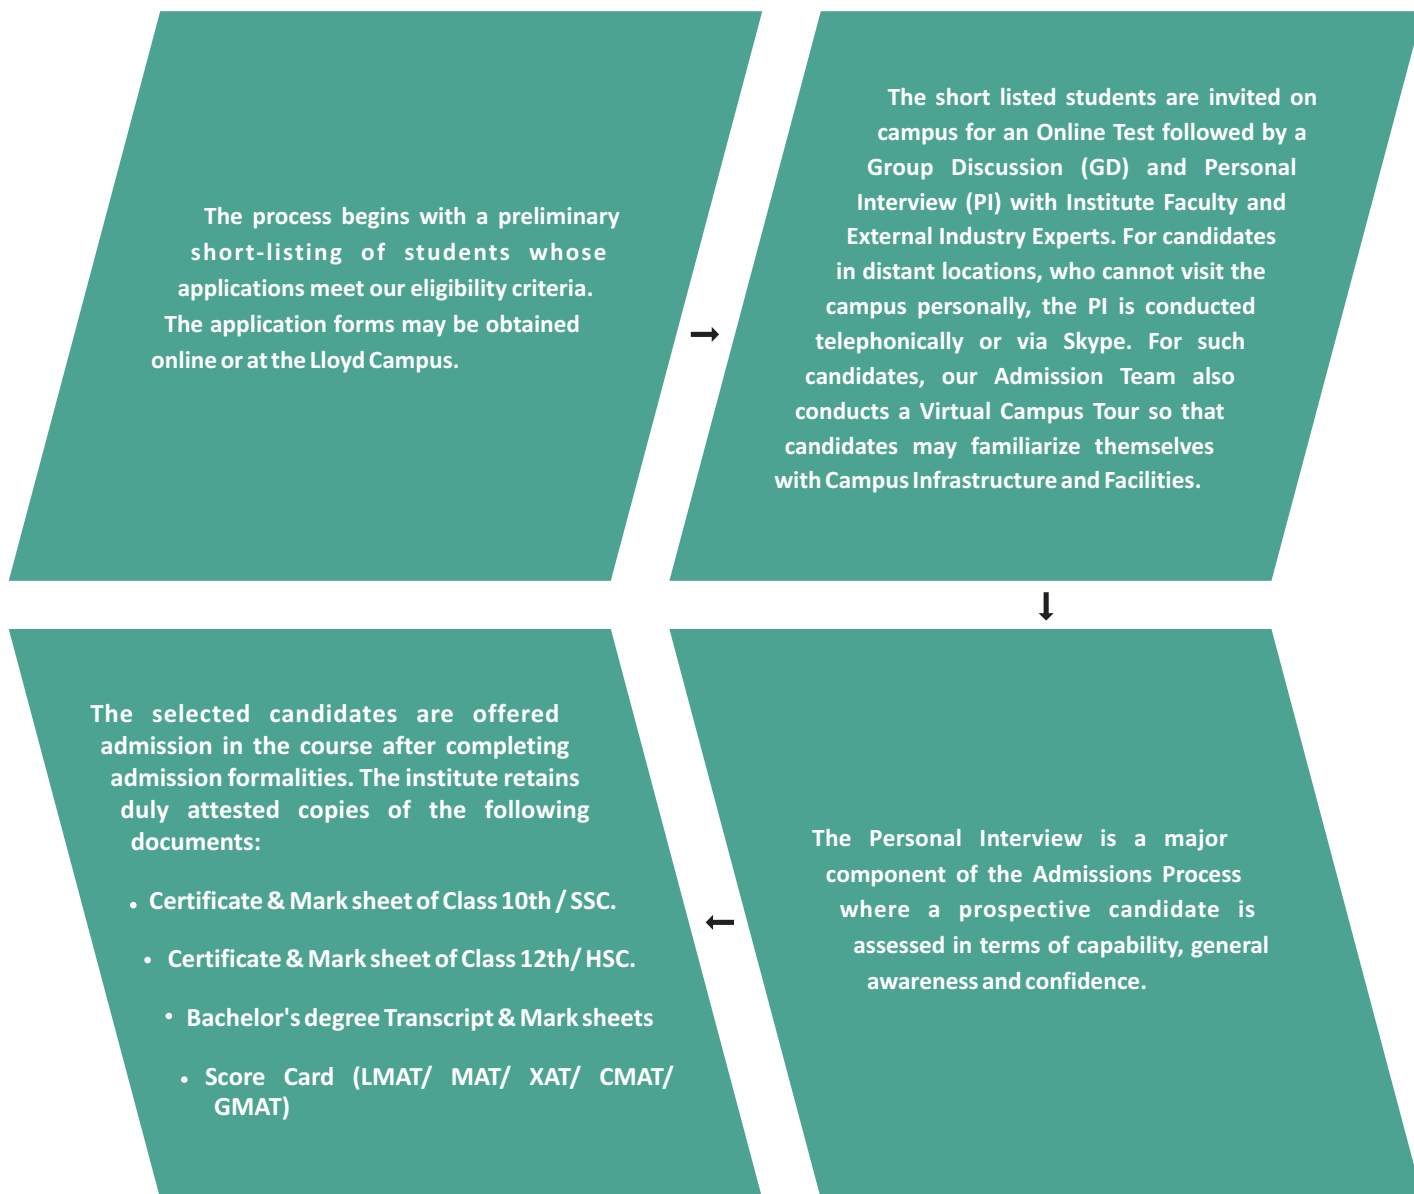 The process begins with a preliminary
short-listing of students whose
applications meet our eligibility criteria.
The application forms may be obtained
online or at the Lloyd Campus.
The short listed students are invited on
campus for an Online Test followed by a
Group Discussion (GD) and Personal
Interview (PI) with Institute Faculty and
External Industry Experts. For candidates
in distant locations, who cannot visit the
campus personally, the PI is conducted
telephonically or via Skype. For such
candidates, our Admission Team also
conducts a Virtual Campus Tour so that
candidates may familiarize themselves
with Campus Infrastructure and Facilities.
The Personal Interview is a major
component of the Admissions Process
where a prospective candidate is
assessed in terms of capability, general
awareness and confidence.
The selected candidates are offered
admission in the course after completing
admission formalities. The institute retains
duly attested copies of the following
documents:
• Certificate & Mark sheet of Class 10th / SSC.
• Certificate & Mark sheet of Class 12th/ HSC.
• Bachelor's degree Transcript & Mark sheets
• Score Card (LMAT/ MAT/ XAT/ CMAT/
GMAT)